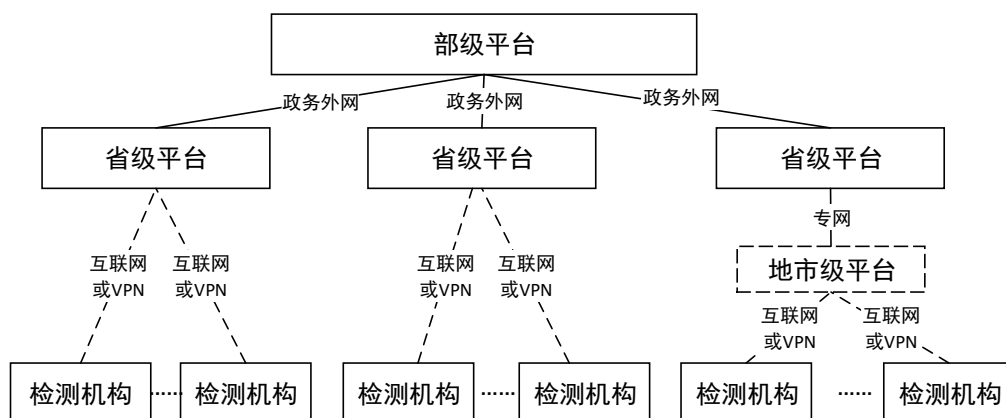 部级平台
政务外网
政务外网
政务外网
省级平台
省级平台
省级平台
专网
地市级平台
互联网
或VPN
互联网
或VPN
互联网
或VPN
互联网
或VPN
互联网
或VPN
互联网
或VPN
检测机构 ...... 检测机构
检测机构 ...... 检测机构
检测机构 ...... 检测机构